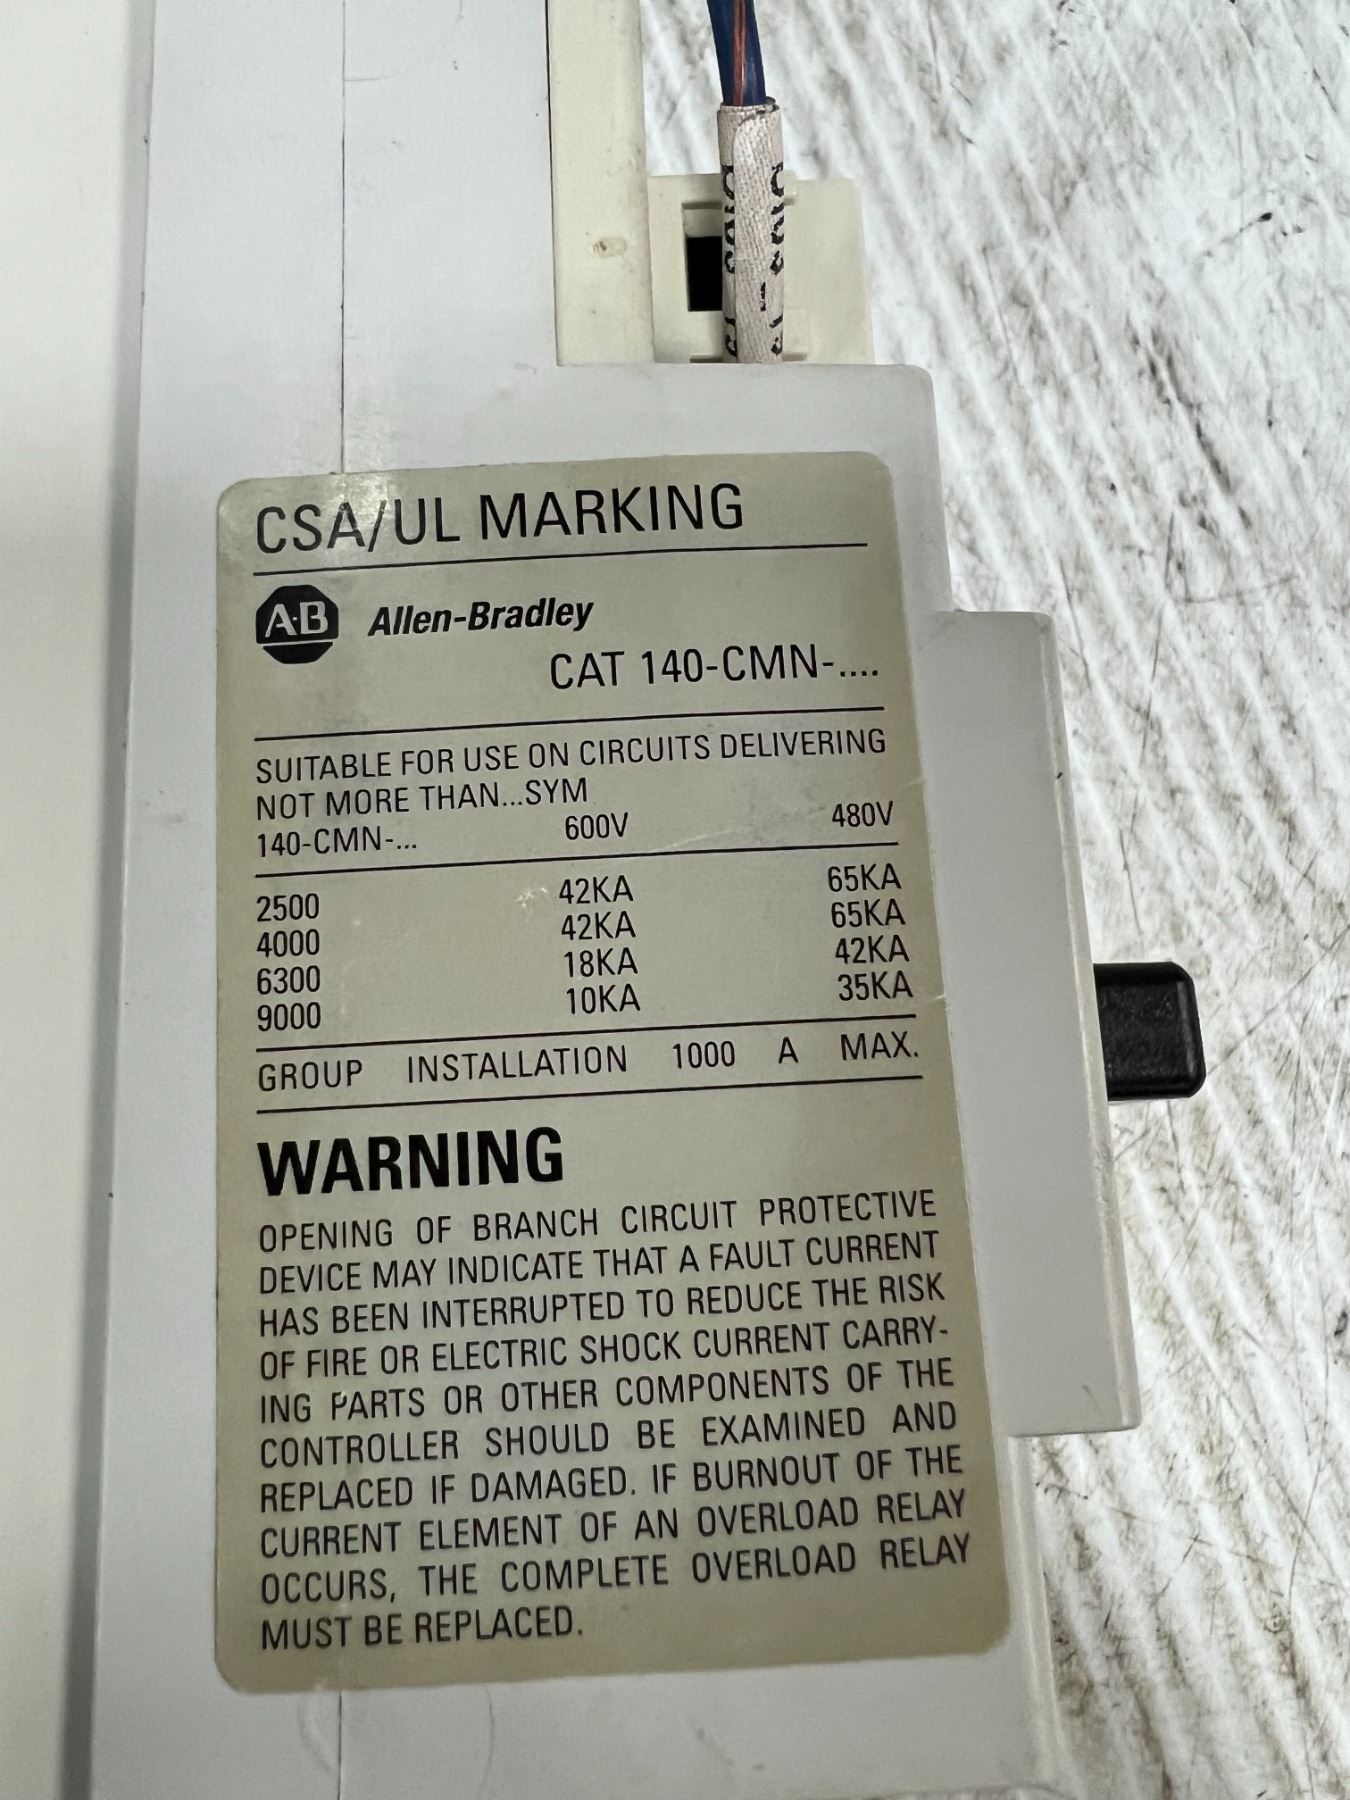 CSA/UL MARKING
A·B Allen-Bradley
CAT 140-CMN-....
SUITABLE FOR USE ON CIRCUITS DELIVERING
NOT MORE THAN...SYM
140-CMN-... 600V 480V
2500 42KA 65KA
4000 42KA 65KA
6300 18KA 42KA
9000 10KA 35KA
GROUP INSTALLATION 1000 A MAX.
WARNING
OPENING OF BRANCH CIRCUIT PROTECTIVE
DEVICE MAY INDICATE THAT A FAULT CURRENT
HAS BEEN INTERRUPTED TO REDUCE THE RISK
OF FIRE OR ELECTRIC SHOCK CURRENT CARRY-
ING PARTS OR OTHER COMPONENTS OF THE
CONTROLLER SHOULD BE EXAMINED AND
REPLACED IF DAMAGED. IF BURNOUT OF THE
CURRENT ELEMENT OF AN OVERLOAD RELAY
OCCURS, THE COMPLETE OVERLOAD RELAY
MUST BE REPLACED.